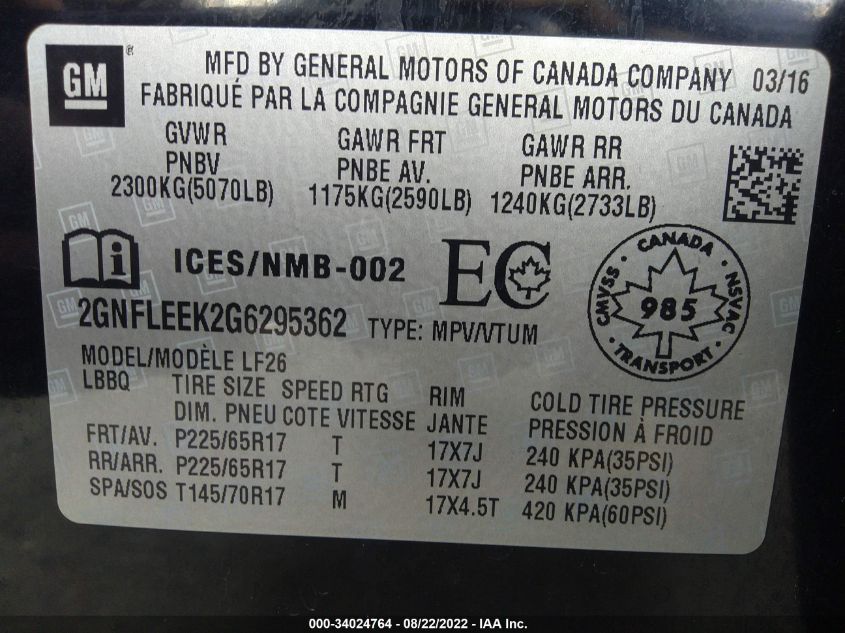 GM ®
MFD BY GENERAL MOTORS OF CANADA COMPANY 03/16
FABRIQUÉ PAR LA COMPAGNIE GENERAL MOTORS DU CANADA
GVWR GAWR FRT GAWR RR
PNBV PNBE AV. PNBE ARR.
2300KG(5070LB) 1175KG(2590LB) 1240KG(2733LB)
i ICES/NMB-002 EC
CANADA
CMVSS 985 NSVAC
TRANSPORT
2GNFLEEK2G6295362 TYPE: MPV/VTUM
MODEL/MODÈLE LF26
LBBQ TIRE SIZE SPEED RTG RIM COLD TIRE PRESSURE
DIM. PNEU COTE VITESSE JANTE PRESSION À FROID
FRT/AV. P225/65R17 T 17X7J 240 KPA(35PSI)
RR/ARR. P225/65R17 T 17X7J 240 KPA(35PSI)
SPA/SOS T145/70R17 M 17X4.5T 420 KPA(60PSI)
000-34024764 - 08/22/2022 - IAA Inc.